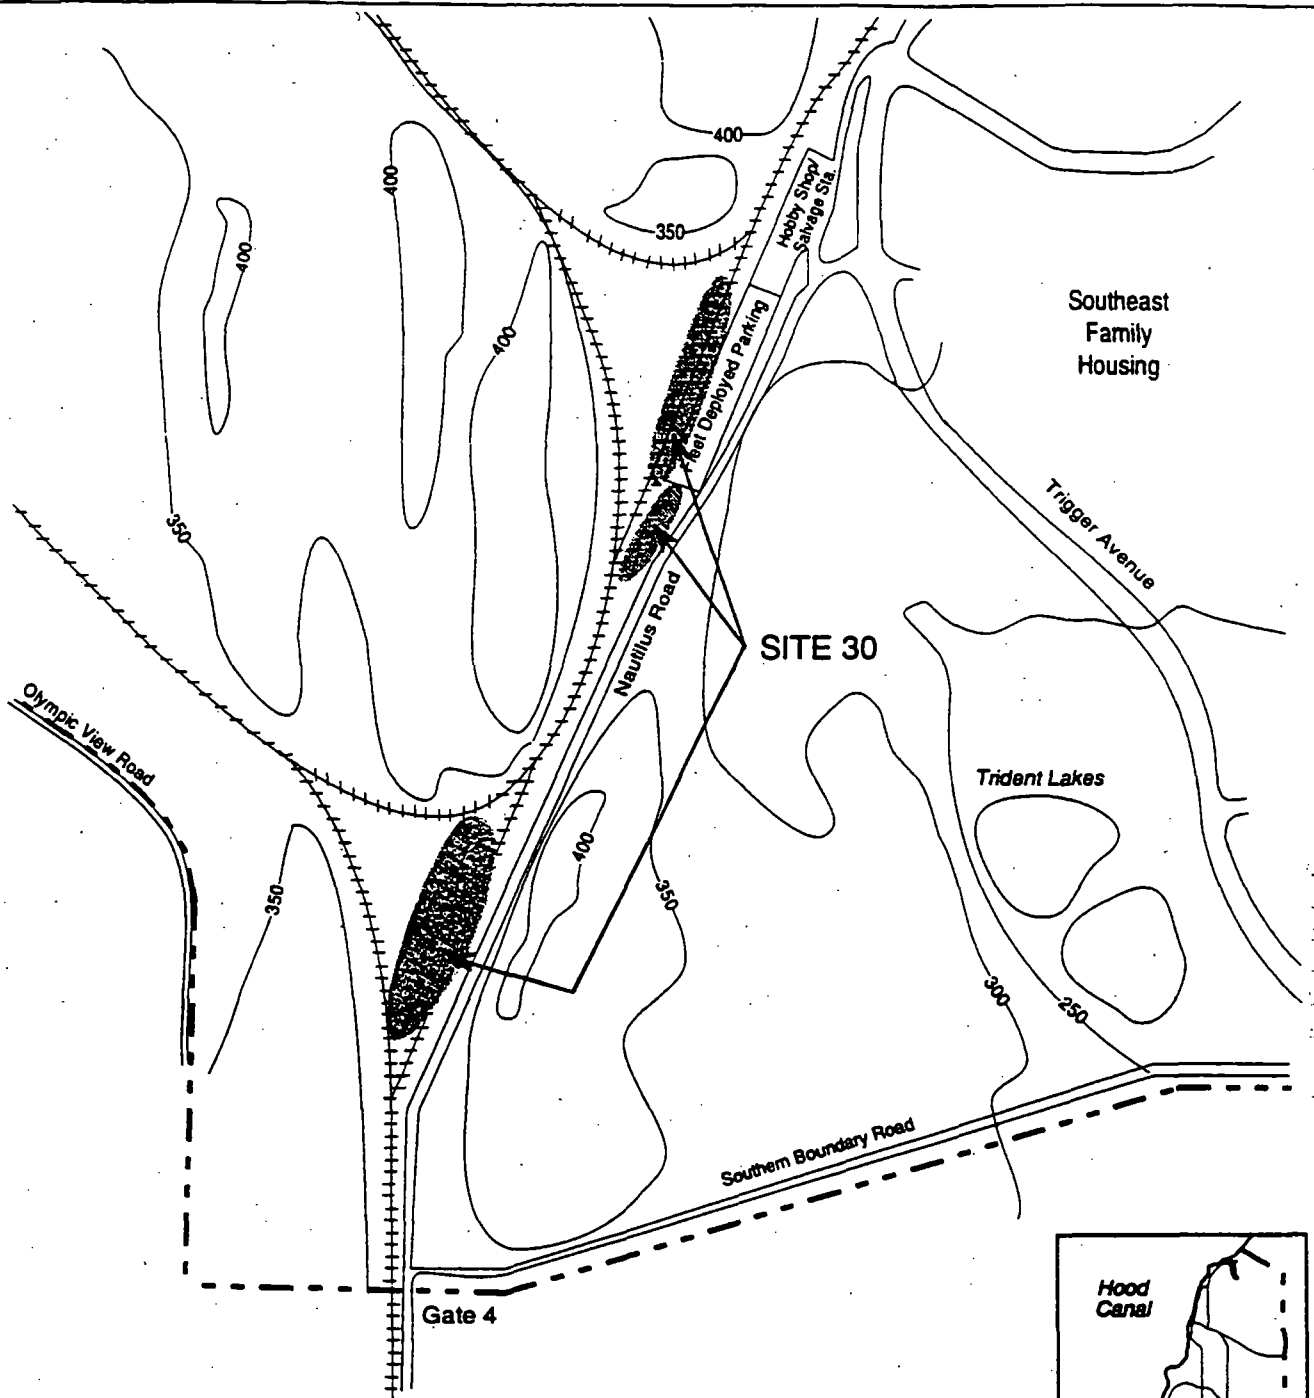 400
400
400
350
Hobby Shop/
Salvage Sta.
400
Southeast
Family
Housing
Fleet Deployed Parking
350
Trigger Avenue
Nautilus Road
SITE 30
Olympic View Road
Trident Lakes
400
350
350
300
250
Southern Boundary Road
Gate 4
Hood
Canal